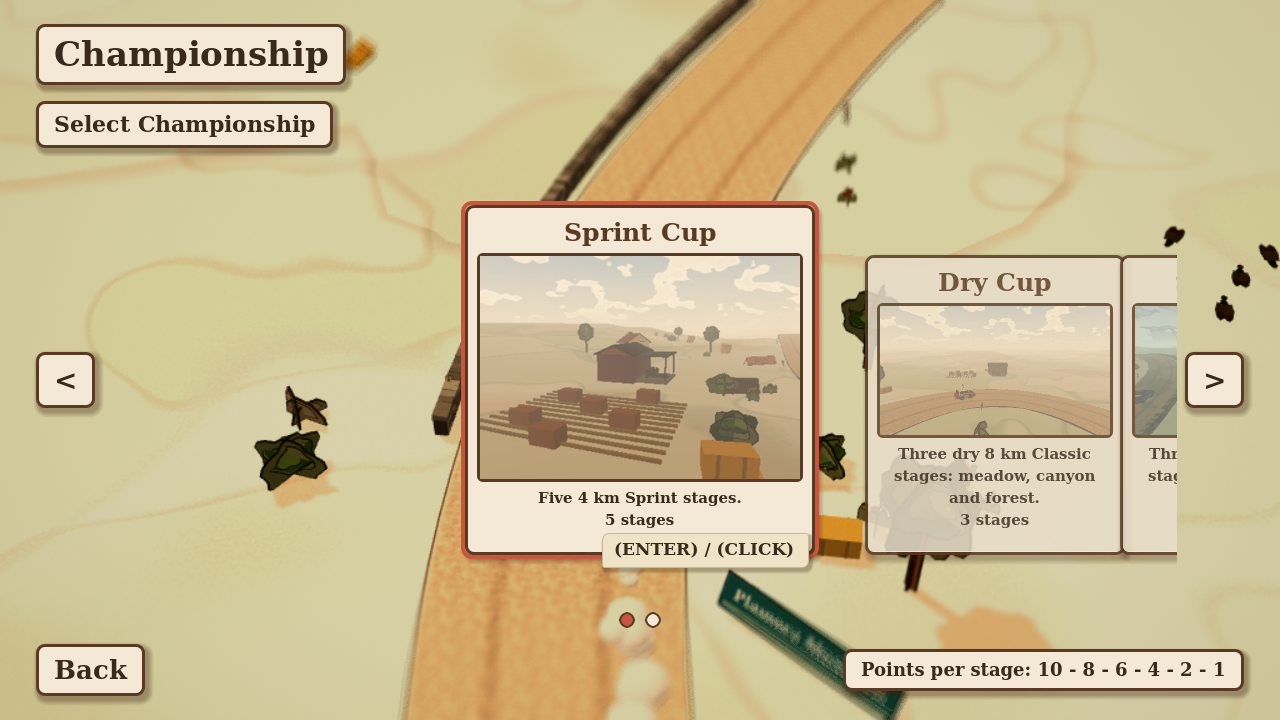 Championship
Select Championship
Sprint Cup
Five 4 km Sprint stages.
5 stages
(ENTER) / (CLICK)
Dry Cup
Three dry 8 km Classic
stages: meadow, canyon
and forest.
3 stages
<
>
Back
Points per stage: 10 - 8 - 6 - 4 - 2 - 1